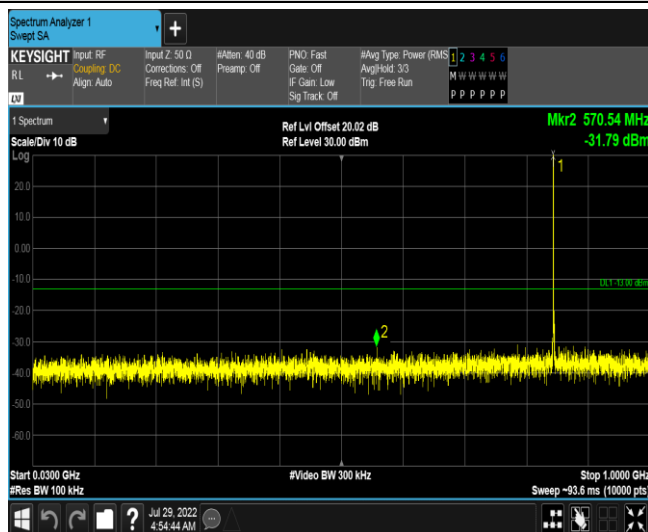 Spectrum Analyzer 1
Swept SA
+
KEYSIGHT Input: RF Input Z: 50 Ω #Atten: 40 dB PNO: Fast #Avg Type: Power (RMS 1 2 3 4 5 6
RL Coupling: DC Corrections: Off Preamp: Off Gate: Off Avg|Hold: 3/3 M W W W W W
Align: Auto Freq Ref: Int (S) IF Gain: Low Trig: Free Run
LXI Sig Track: Off P P P P P P
1 Spectrum Ref Lvl Offset 20.02 dB Mkr2 570.54 MHz
Scale/Div 10 dB Ref Level 30.00 dBm -31.79 dBm
Log
1
20.0
10.0
0.00
-10.0
DL1 -13.00 dBm
2
-30.0
-40.0
-50.0
-60.0
Start 0.0300 GHz #Video BW 300 kHz Stop 1.0000 GHz
#Res BW 100 kHz Sweep ~93.6 ms (10000 pts)
? Jul 29, 2022
4:54:44 AM